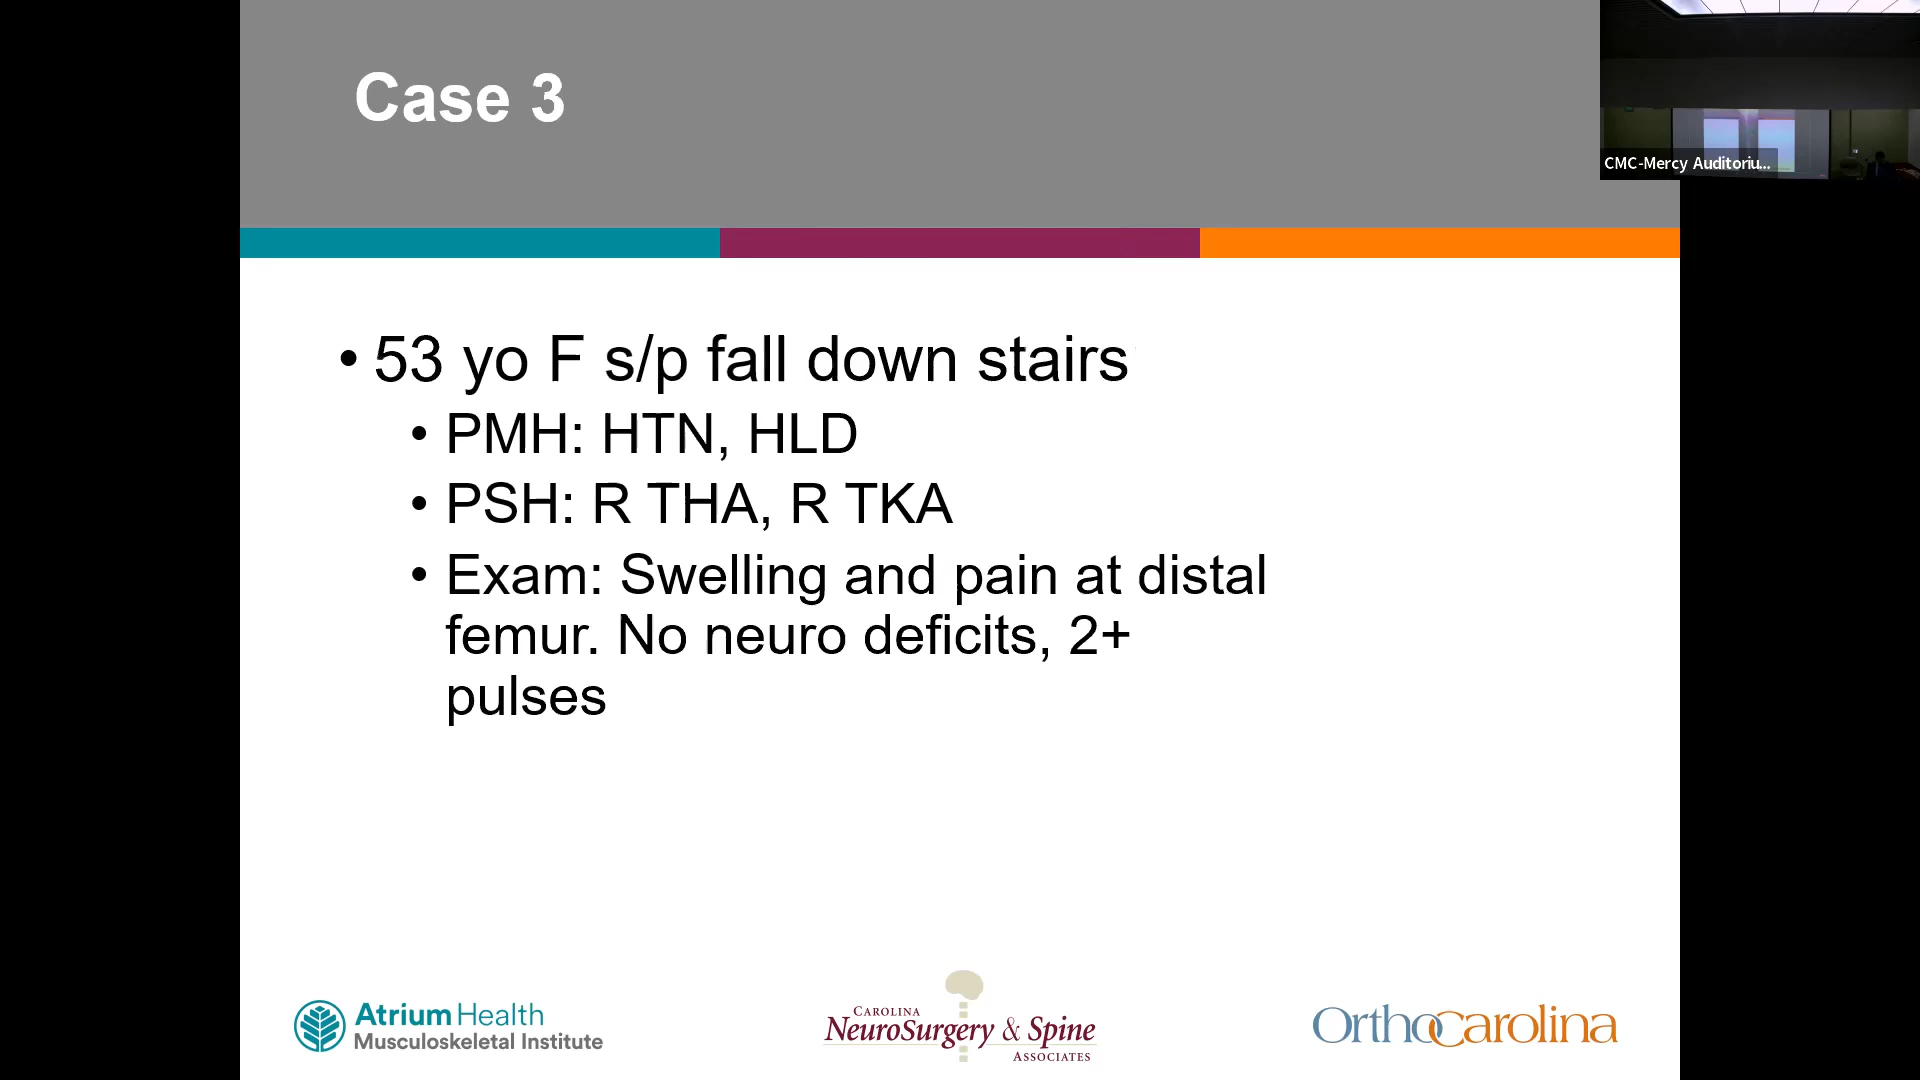 Case 3
CMC-Mercy Auditoriu...
• 53 yo F s/p fall down stairs
• PMH: HTN, HLD
• PSH: R THA, R TKA
• Exam: Swelling and pain at distal
femur. No neuro deficits, 2+
pulses
Atrium Health
Musculoskeletal Institute
CAROLINA
NEUROSURGERY & SPINE
ASSOCIATES
OrthoCarolina